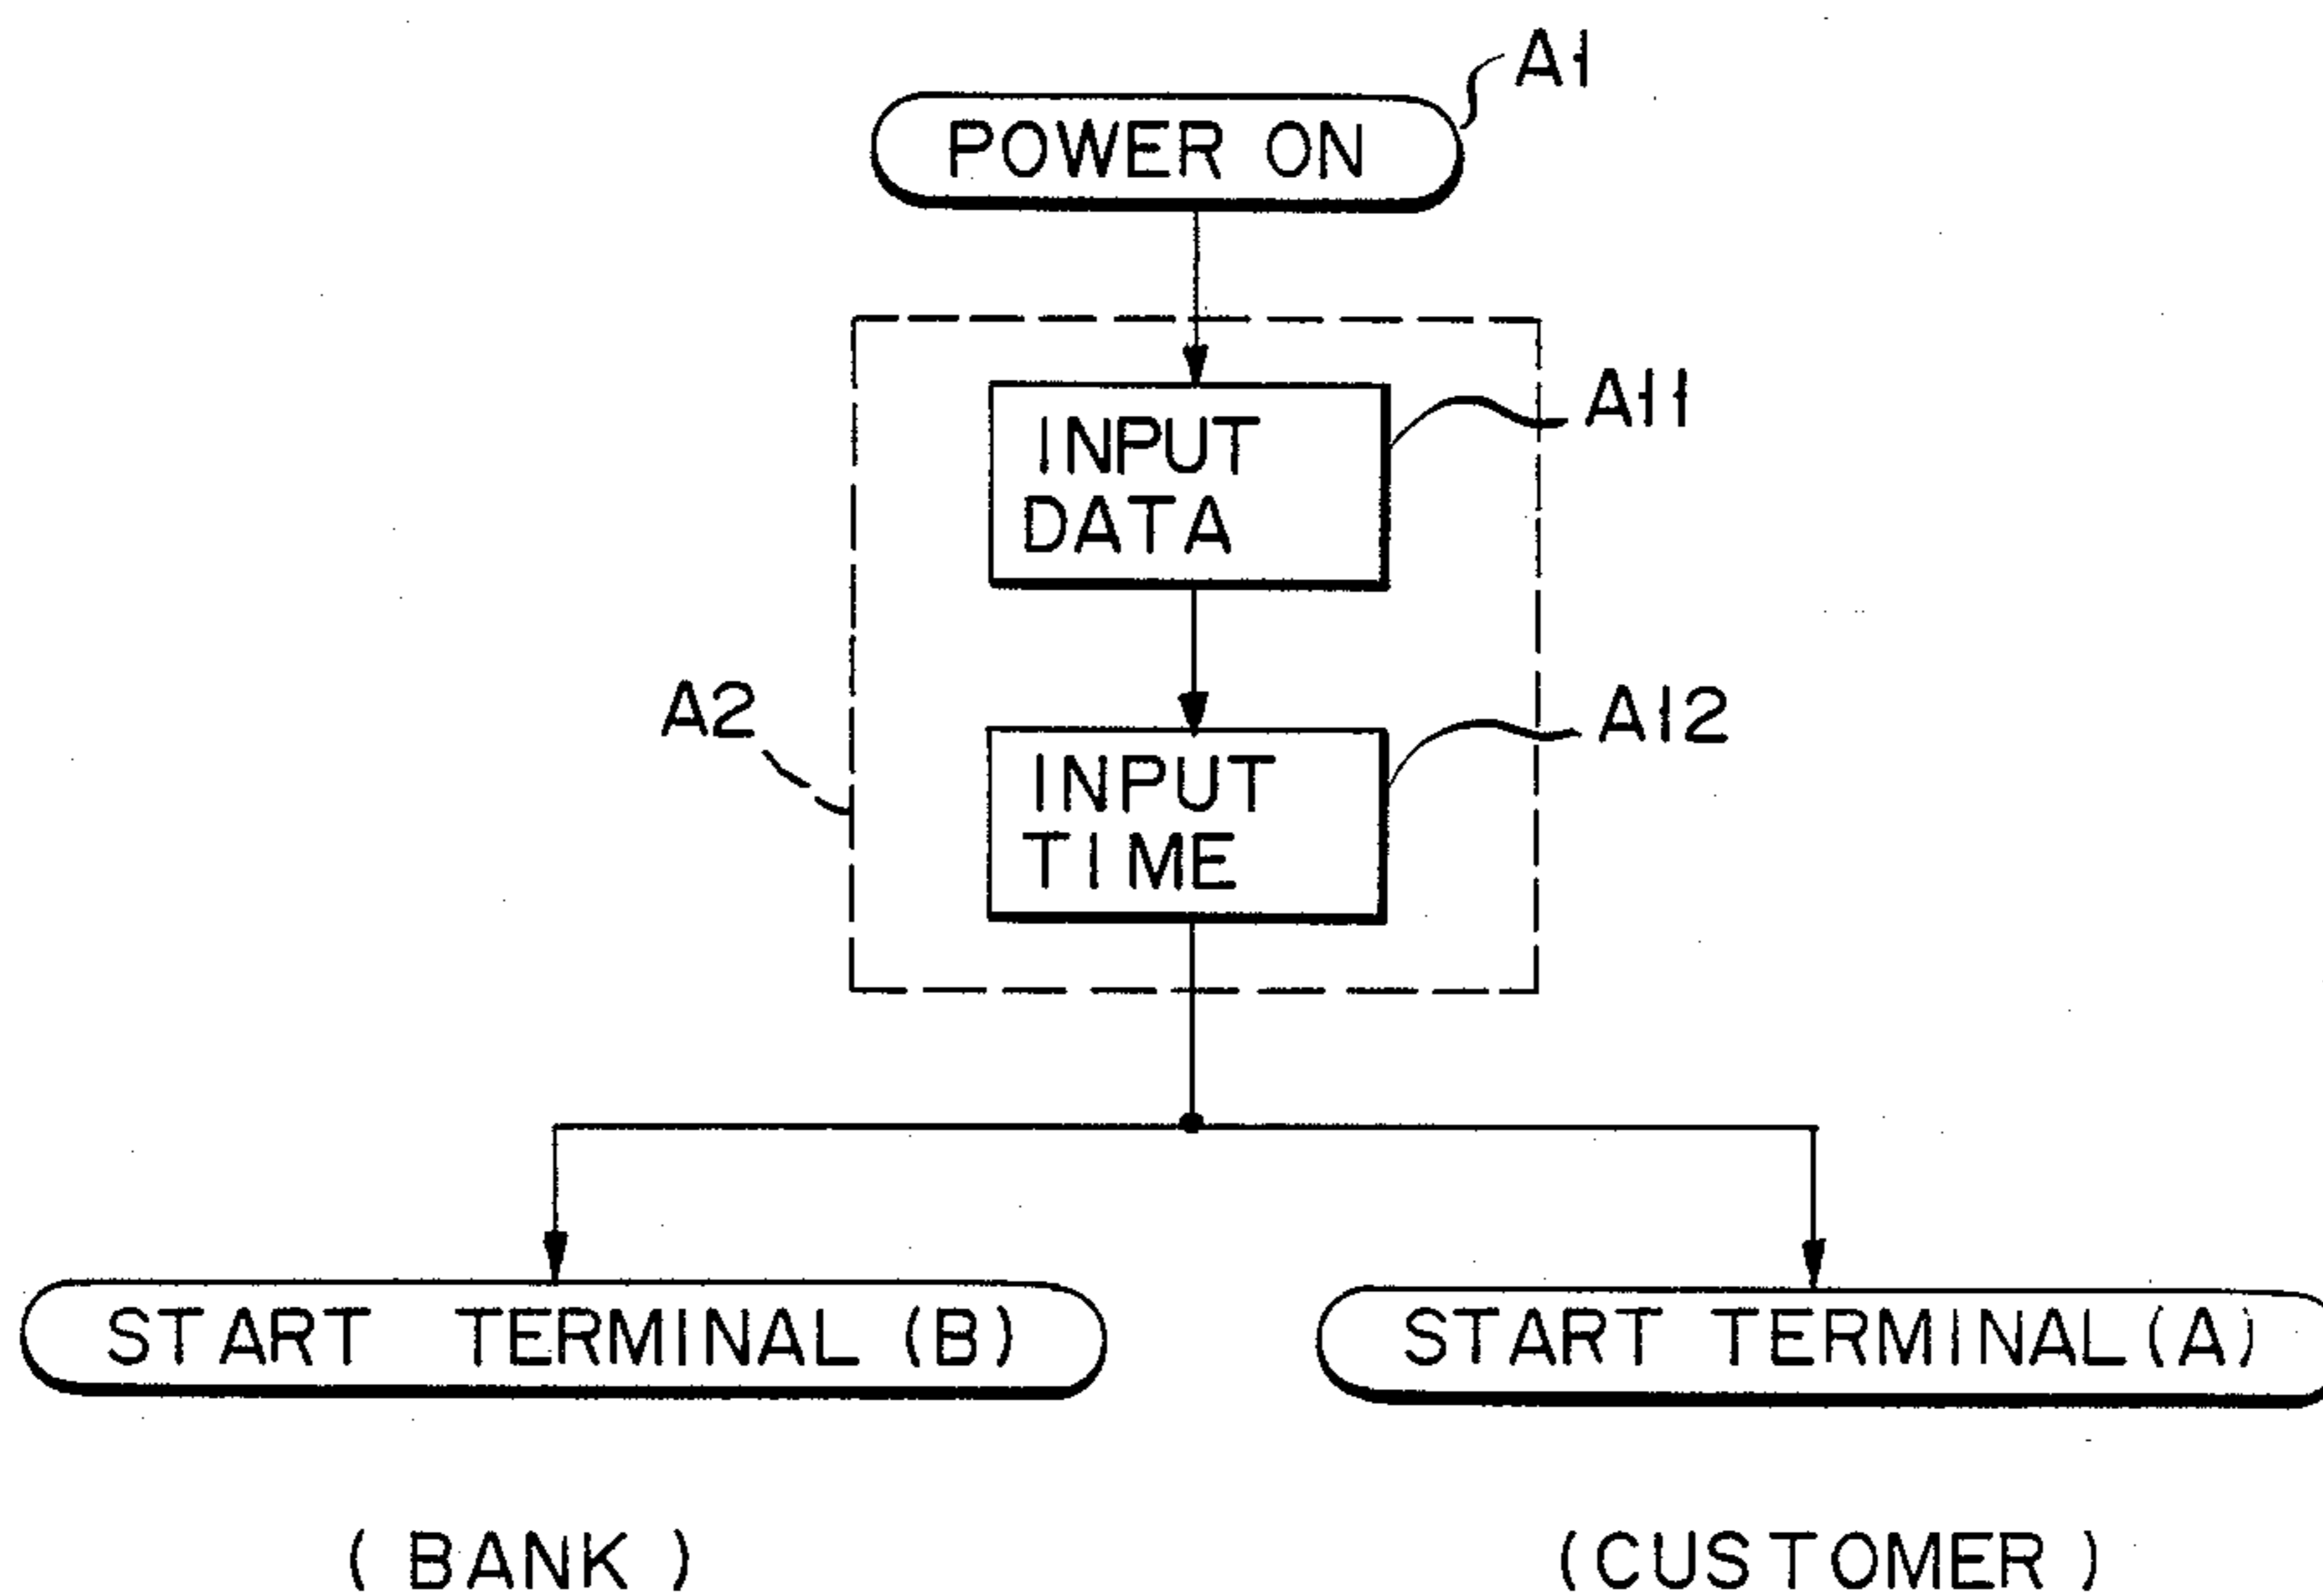 A1
POWER ON
A11
INPUT
DATA
A2
A12
INPUT
TIME
START TERMINAL (B)
START TERMINAL (A)
( BANK )
( CUSTOMER )